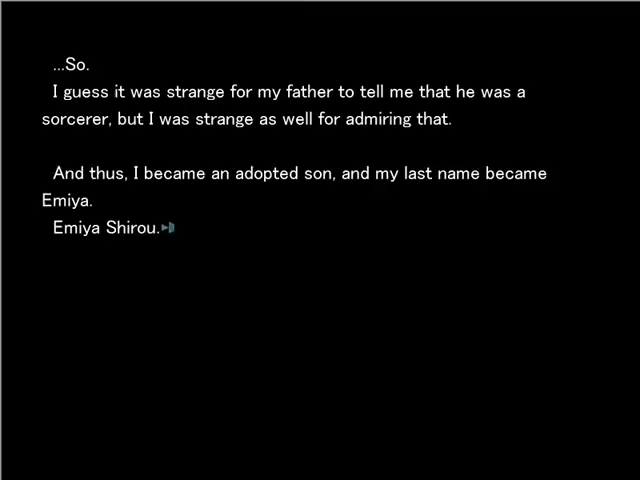 ...So.
I guess it was strange for my father to tell me that he was a
sorcerer, but I was strange as well for admiring that.
And thus, I became an adopted son, and my last name became
Emiya.
Emiya Shirou.